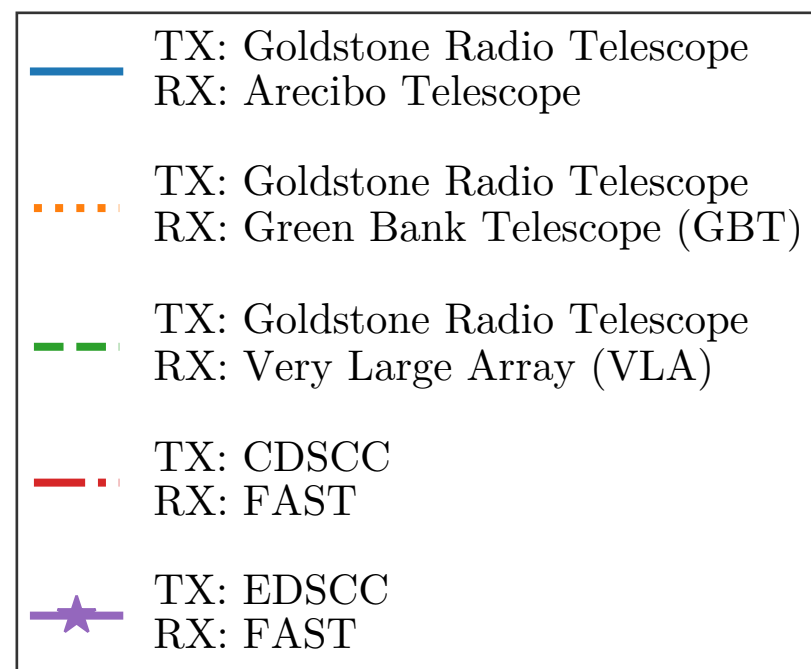 TX: Goldstone Radio Telescope
RX: Arecibo Telescope
TX: Goldstone Radio Telescope
RX: Green Bank Telescope (GBT)
TX: Goldstone Radio Telescope
RX: Very Large Array (VLA)
TX: CDSCC
RX: FAST
TX: EDSCC
RX: FAST